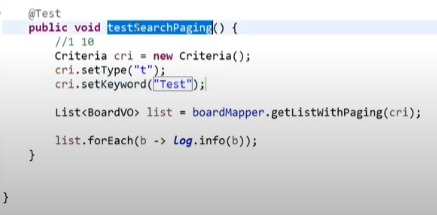 @Test
public void testSearchPaging() {
//1 10
Criteria cri = new Criteria();
cri.setType("t");
cri.setKeyword("Test");
List<BoardVO> list = boardMapper.getListWithPaging(cri);
list.forEach(b -> Log.info(b));
}
}